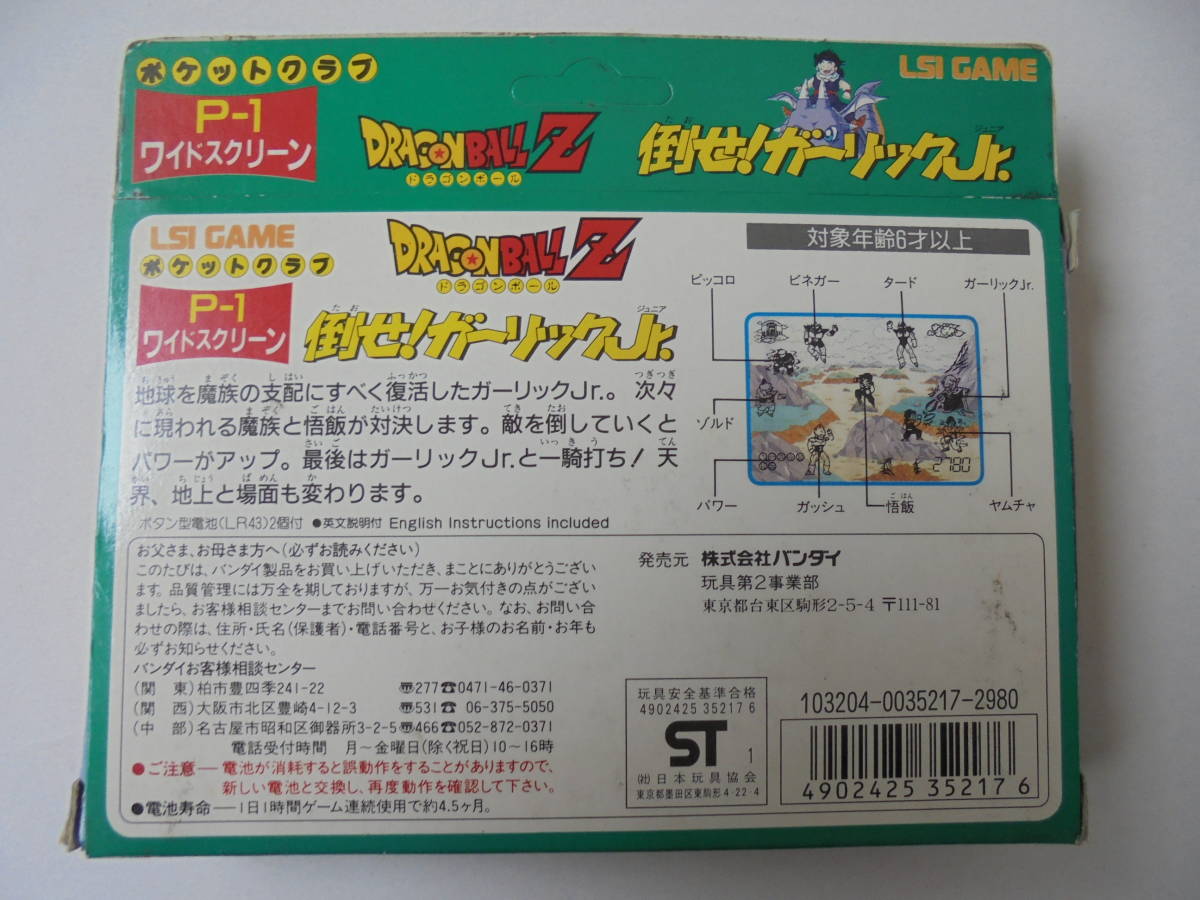 ポケットクラブ
P-1
ワイドスクリーン
DRAGON BALL Z
ドラゴンボール
倒せ!ガーリックJr.
たお
ジュニア
LSI GAME
LSI GAME
ポケットクラブ
P-1
ワイドスクリーン
DRAGON BALL Z
ドラゴンボール
倒せ!ガーリックJr.
たお
ジュニア
対象年齢6才以上
ピッコロ
ビネガー
タード
ガーリックJr.
ゾルド
パワー
ガッシュ
悟飯
ごはん
ヤムチャ
2780
地球を魔族の支配にすべく復活したガーリックJr.。次々
に現われる魔族と悟飯が対決します。敵を倒していくと
パワーがアップ。最後はガーリックJr.と一騎打ち!天
界、地上と場面も変わります。
ボタン型電池(LR43)2個付 ●英文説明付 English Instructions included
お父さま、お母さま方へ(必ずお読みください)
このたびは、バンダイ製品をお買い上げいただき、まことにありがとうござい
ます。品質管理には万全を期しておりますが、万一お気付きの点がござい
ましたら、お客様相談センターまでお問い合わせください。なお、お問い合
わせの際は、住所・氏名(保護者)・電話番号と、お子様のお名前・お年も
必ずお知らせください。
バンダイお客様相談センター
(関 東)柏市豊四季241-22 〠277☎0471-46-0371
(関 西)大阪市北区豊崎4-12-3 〠531☎ 06-375-5050
(中 部)名古屋市昭和区御器所3-2-5〠466☎052-872-0371
電話受付時間 月〜金曜日(除く祝日)10〜16時
●ご注意―電池が消耗すると誤動作をすることがありますので、
新しい電池と交換し、再度動作を確認して下さい。
●電池寿命―1日1時間ゲーム連続使用で約4.5ヶ月。
発売元 株式会社バンダイ
玩具第2事業部
東京都台東区駒形2-5-4 〒111-81
玩具安全基準合格
4902425 35217 6
ST 1
(社)日本玩具協会
東京都墨田区東駒形4-22-4
103204-0035217-2980
4902425 352176